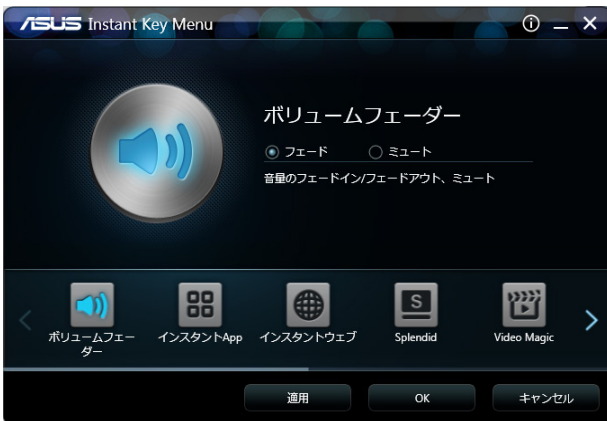 ASUS Instant Key Menu
ボリュームフェーダー
フェード ミュート
音量のフェードイン/フェードアウト、ミュート
S
ボリュームフェー
ダー
インスタントApp
インスタントウェブ
Splendid
Video Magic
適用 OK キャンセル